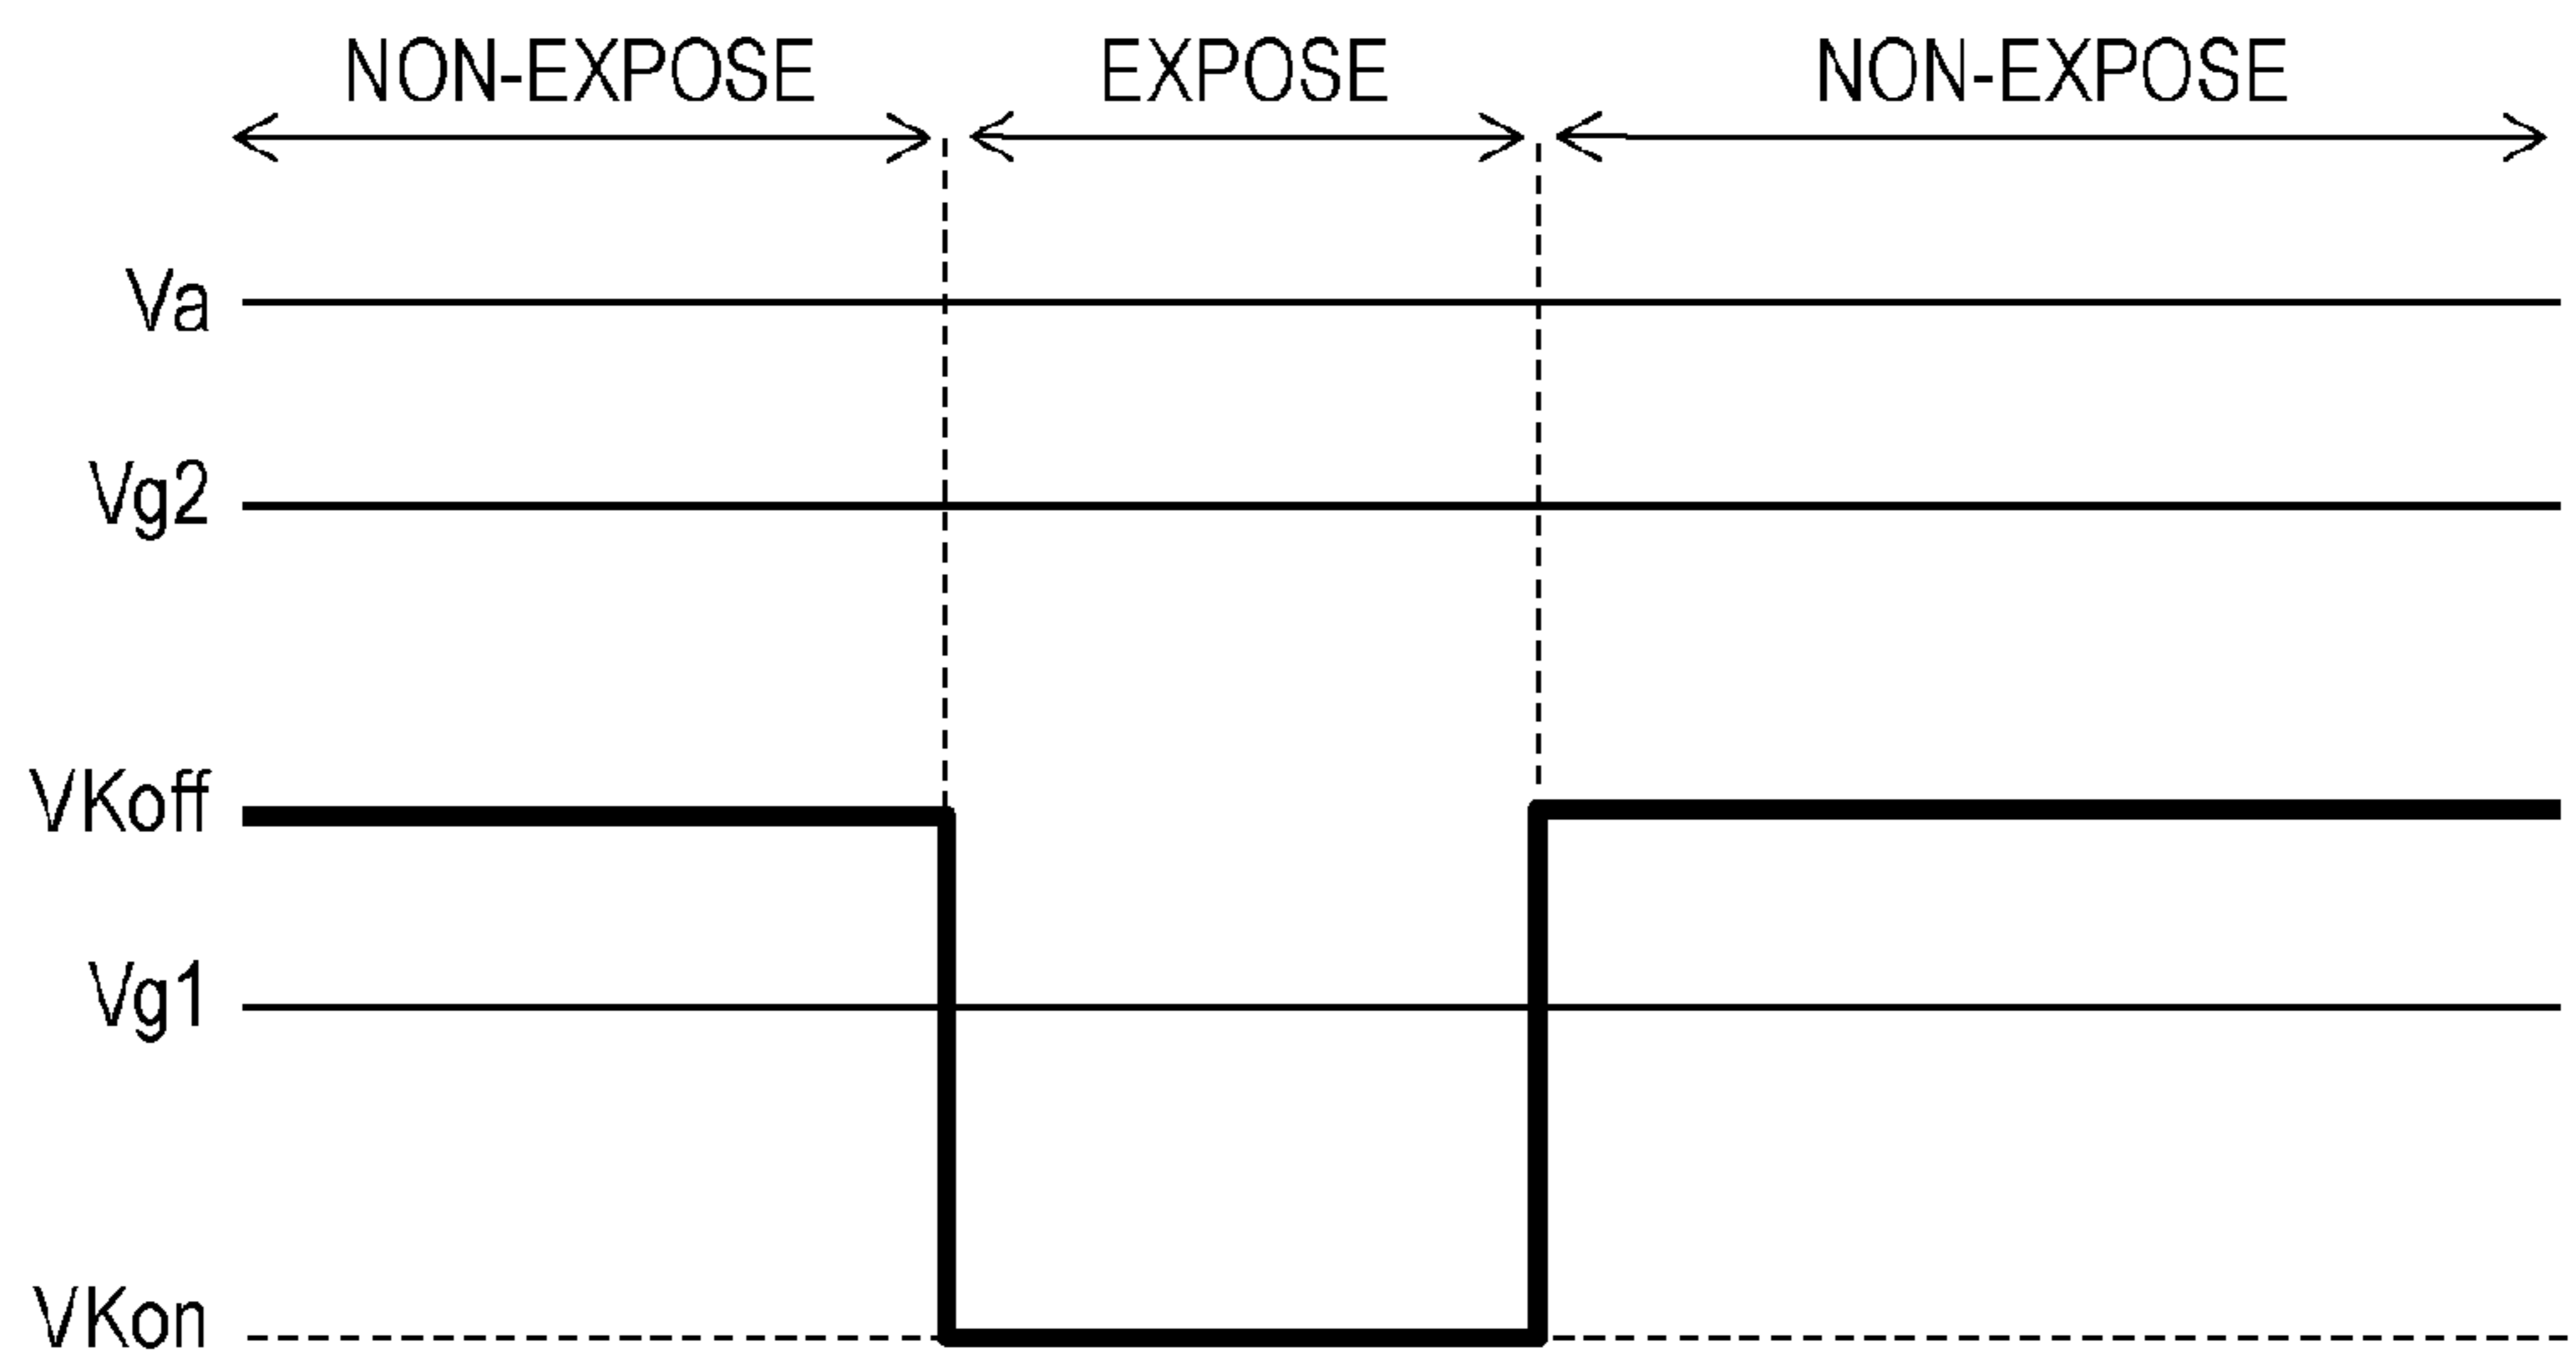 NON-EXPOSE EXPOSE NON-EXPOSE
Va
Vg2
VKoff
Vg1
VKon